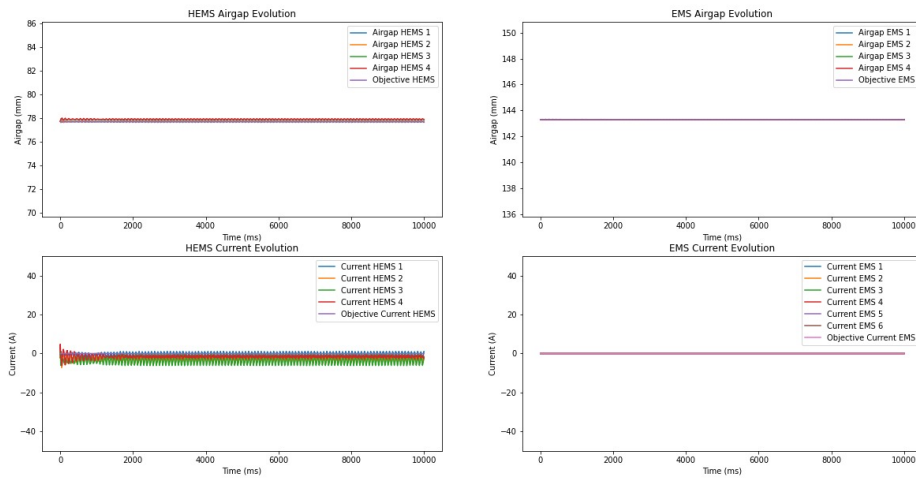 HEMS Airgap Evolution
86
84
82
80
78
76
74
72
70
Airgap (mm)
Airgap HEMS 1
Airgap HEMS 2
Airgap HEMS 3
Airgap HEMS 4
Objective HEMS
0 2000 4000 6000 8000 10000
Time (ms)
EMS Airgap Evolution
150
148
146
144
142
140
138
136
Airgap (mm)
Airgap EMS 1
Airgap EMS 2
Airgap EMS 3
Airgap EMS 4
Objective EMS
0 2000 4000 6000 8000 10000
Time (ms)
HEMS Current Evolution
40
20
0
−20
−40
Current (A)
Current HEMS 1
Current HEMS 2
Current HEMS 3
Current HEMS 4
Objective Current HEMS
0 2000 4000 6000 8000 10000
Time (ms)
EMS Current Evolution
40
20
0
−20
−40
Current (A)
Current EMS 1
Current EMS 2
Current EMS 3
Current EMS 4
Current EMS 5
Current EMS 6
Objective Current EMS
0 2000 4000 6000 8000 10000
Time (ms)